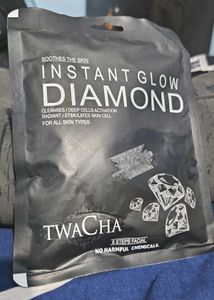 SOOTHES THE SKIN
INSTANT GLOW
DIAMOND
CLEANSES / DEEP CELLS ACTIVATION
RADIANT / STIMULATES SKIN CELL
FOR ALL SKIN TYPES
TWACHA
6 STEPS FACIAL
NO HARMFUL CHEMICALS.